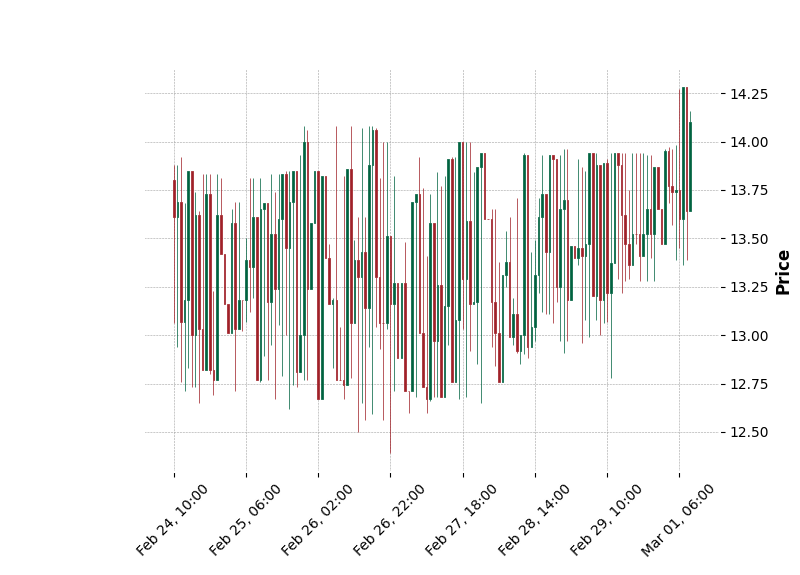 14.25
14.00
13.75
13.50
13.25
13.00
12.75
12.50
Price
Feb 24, 10:00
Feb 25, 06:00
Feb 26, 02:00
Feb 26, 22:00
Feb 27, 18:00
Feb 28, 14:00
Feb 29, 10:00
Mar 01, 06:00